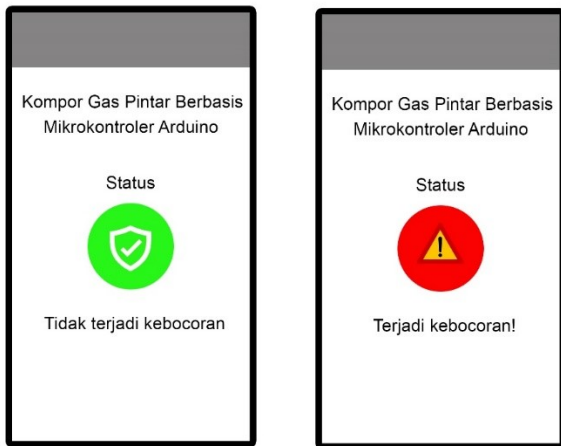 Kompor Gas Pintar Berbasis
Mikrokontroler Arduino
Status
Tidak terjadi kebocoran
Kompor Gas Pintar Berbasis
Mikrokontroler Arduino
Status
Terjadi kebocoran!